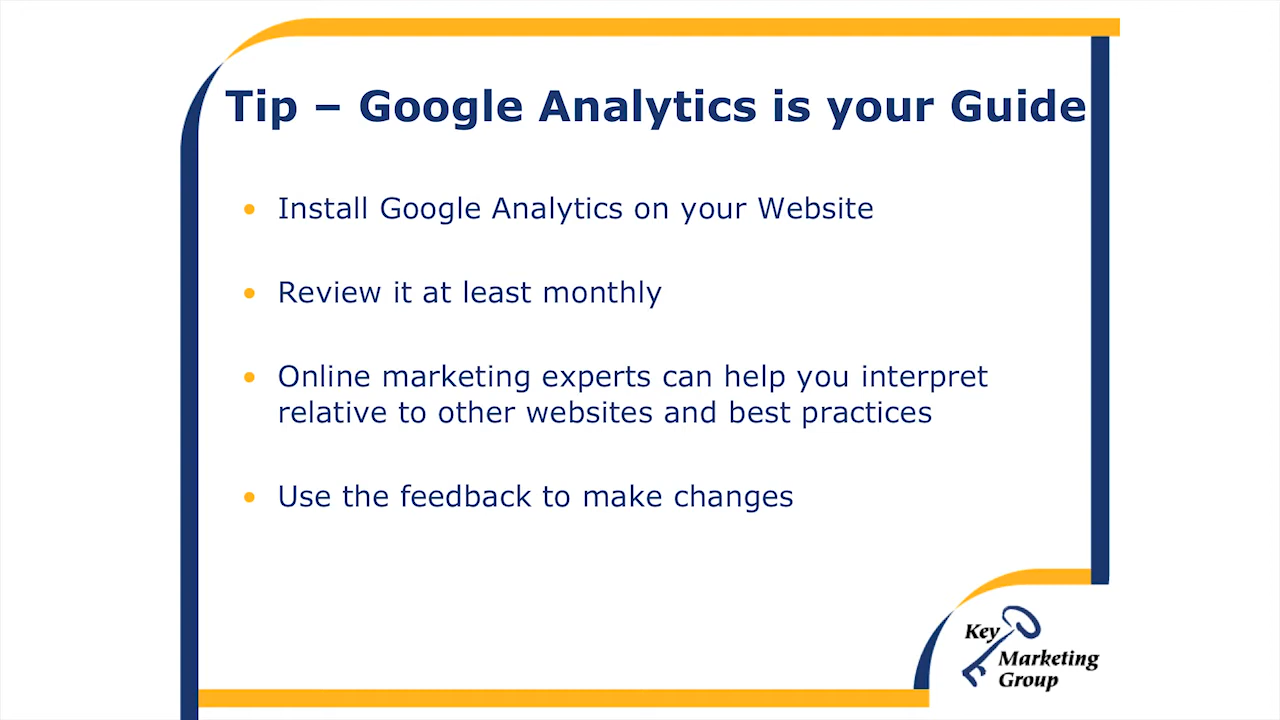 Tip – Google Analytics is your Guide
• Install Google Analytics on your Website
• Review it at least monthly
• Online marketing experts can help you interpret
relative to other websites and best practices
• Use the feedback to make changes
Key
Marketing
Group